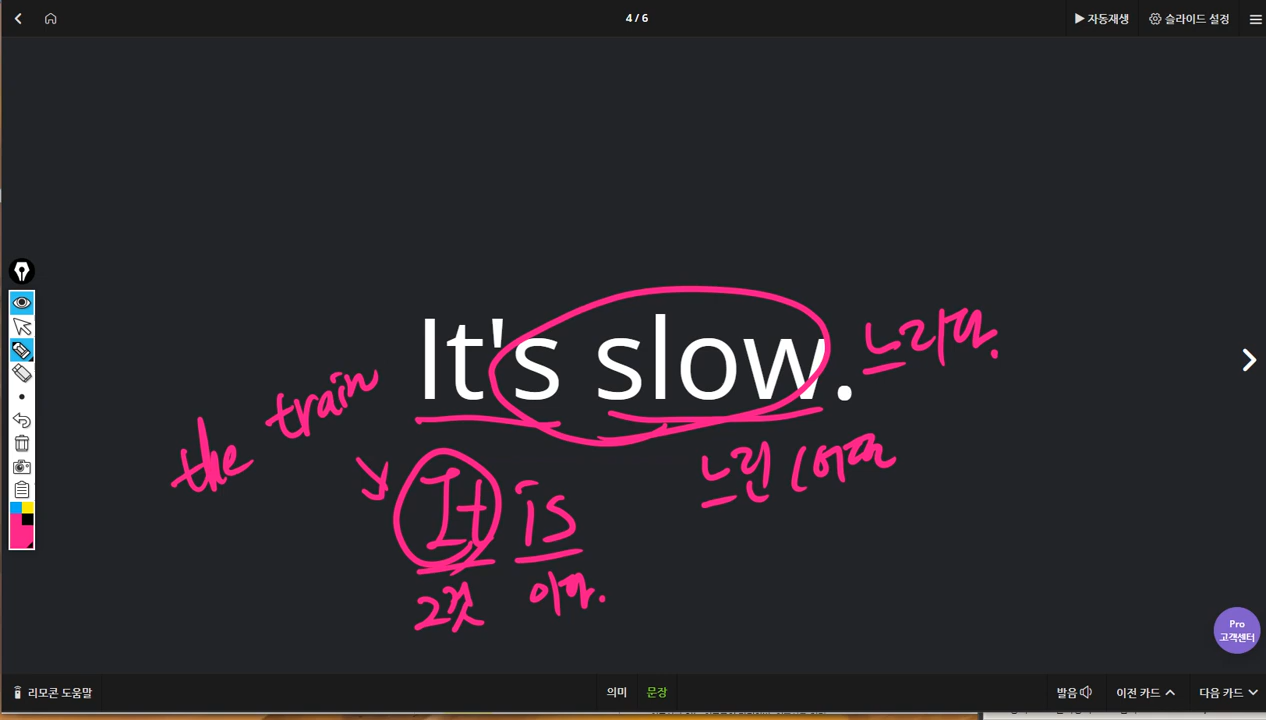 4 / 6
자동재생
슬라이드 설정
It's slow.
느리다.
the train
느린 (하다
It is
그것 이다.
Pro
고객센터
리모콘 도움말
의미
문장
발음
이전 카드
다음 카드